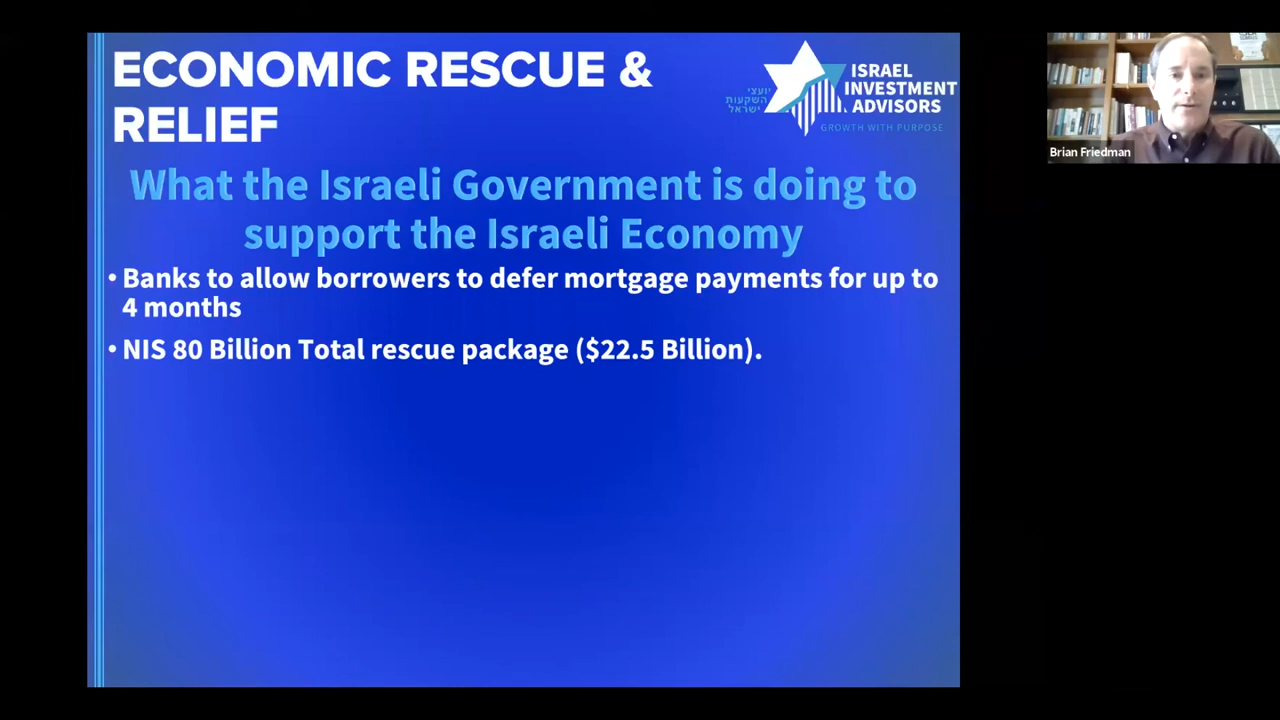 ECONOMIC RESCUE &
RELIEF
יועצי
השקעות
ישראל
ISRAEL
INVESTMENT
ADVISORS
GROWTH WITH PURPOSE
Brian Friedman
What the Israeli Government is doing to
support the Israeli Economy
• Banks to allow borrowers to defer mortgage payments for up to
4 months
• NIS 80 Billion Total rescue package ($22.5 Billion).